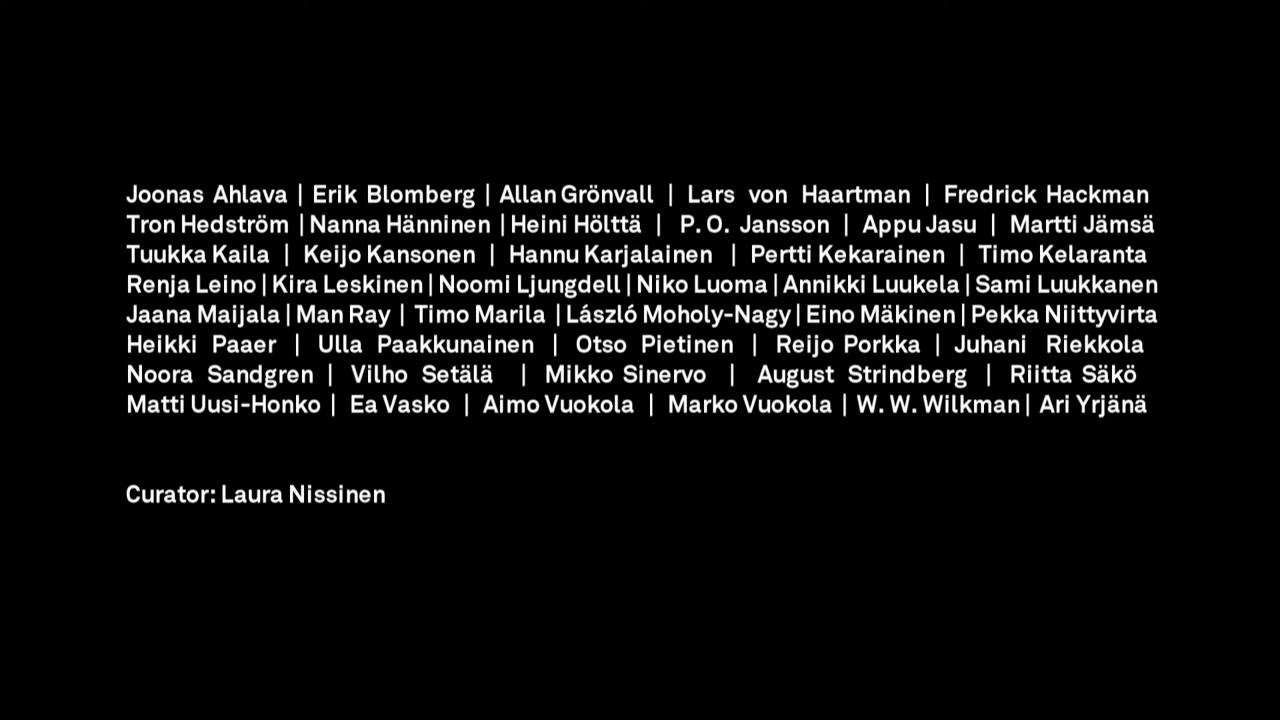 Joonas Ahlava | Erik Blomberg | Allan Grönvall | Lars von Haartman | Fredrick Hackman
Tron Hedström | Nanna Hänninen | Heini Hölttä | P. O. Jansson | Appu Jasu | Martti Jämsä
Tuukka Kaila | Keijo Kansonen | Hannu Karjalainen | Pertti Kekarainen | Timo Kelaranta
Renja Leino | Kira Leskinen | Noomi Ljungdell | Niko Luoma | Annikki Luukela | Sami Luukkanen
Jaana Maijala | Man Ray | Timo Marila | László Moholy-Nagy | Eino Mäkinen | Pekka Niittyvirta
Heikki Paaer | Ulla Paakkunainen | Otso Pietinen | Reijo Porkka | Juhani Riekkola
Noora Sandgren | Vilho Setälä | Mikko Sinervo | August Strindberg | Riitta Säkö
Matti Uusi-Honko | Ea Vasko | Aimo Vuokola | Marko Vuokola | W. W. Wilkman | Ari Yrjänä
Curator: Laura Nissinen